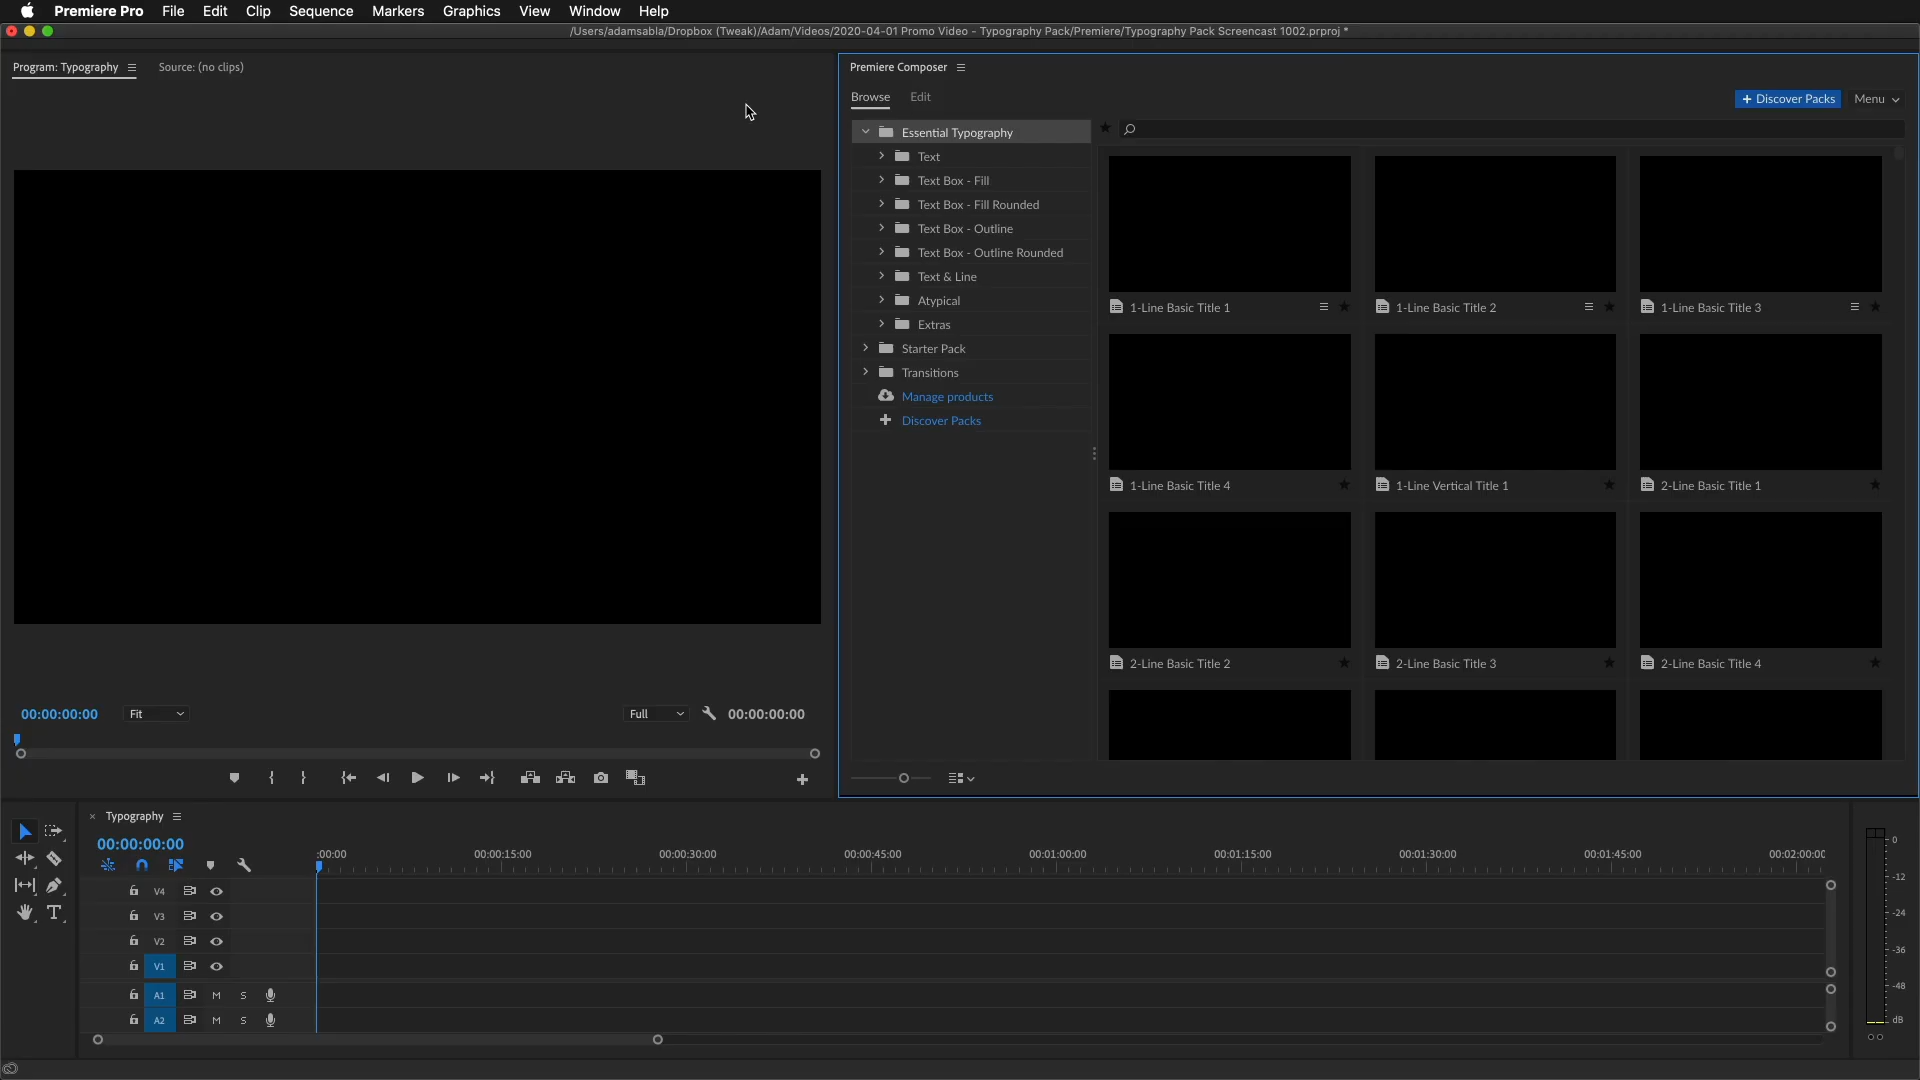 Premiere Pro File Edit Clip Sequence Markers Graphics View Window Help
/Users/adamsabla/Dropbox (Tweak)/Adam/Videos/2020-04-01 Promo Video - Typography Pack/Premiere/Typography Pack Screencast 1002.prproj *
Program: Typography Source: (no clips)
Premiere Composer
Browse Edit
+ Discover Packs Menu
Essential Typography
Text
Text Box - Fill
Text Box - Fill Rounded
Text Box - Outline
Text Box - Outline Rounded
Text & Line
Atypical
Extras
Starter Pack
Transitions
Manage products
Discover Packs
1-Line Basic Title 1 1-Line Basic Title 2 1-Line Basic Title 3
1-Line Basic Title 4 1-Line Vertical Title 1 2-Line Basic Title 1
2-Line Basic Title 2 2-Line Basic Title 3 2-Line Basic Title 4
00:00:00:00 Fit Full 00:00:00:00
Typography
00:00:00:00
:00:00 00:00:15:00 00:00:30:00 00:00:45:00 00:01:00:00 00:01:15:00 00:01:30:00 00:01:45:00 00:02:00:00
V4
V3
V2
V1
A1 M S
A2 M S
0
-12
-24
-36
-48
dB